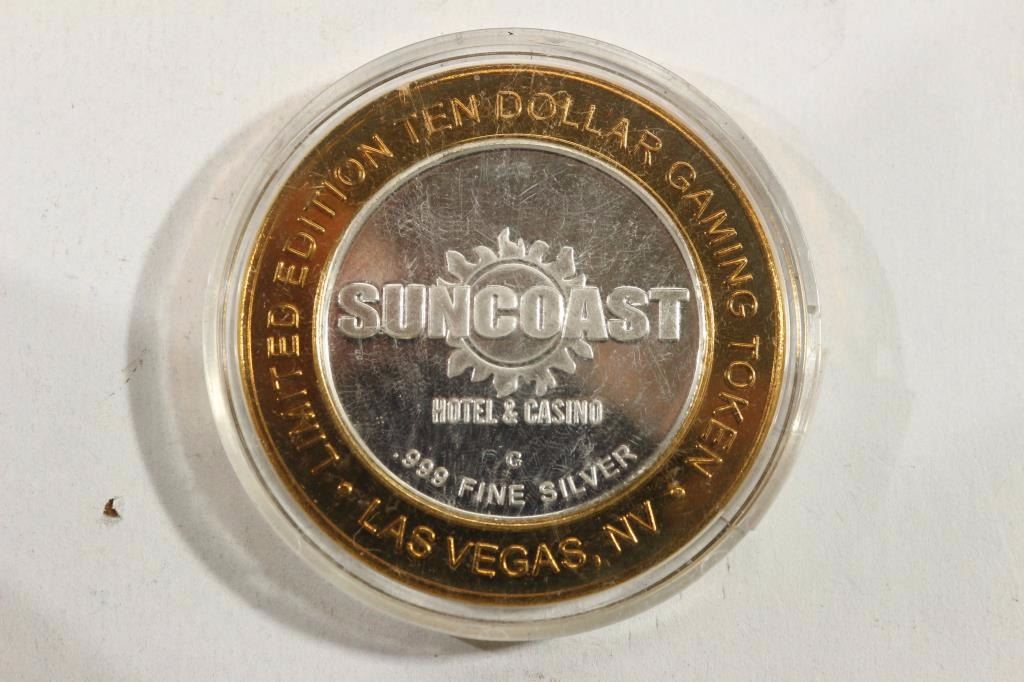 LIMITED EDITION TEN DOLLAR GAMING TOKEN
SUNCOAST
HOTEL & CASINO
G
.999 FINE SILVER
• LAS VEGAS, NV •